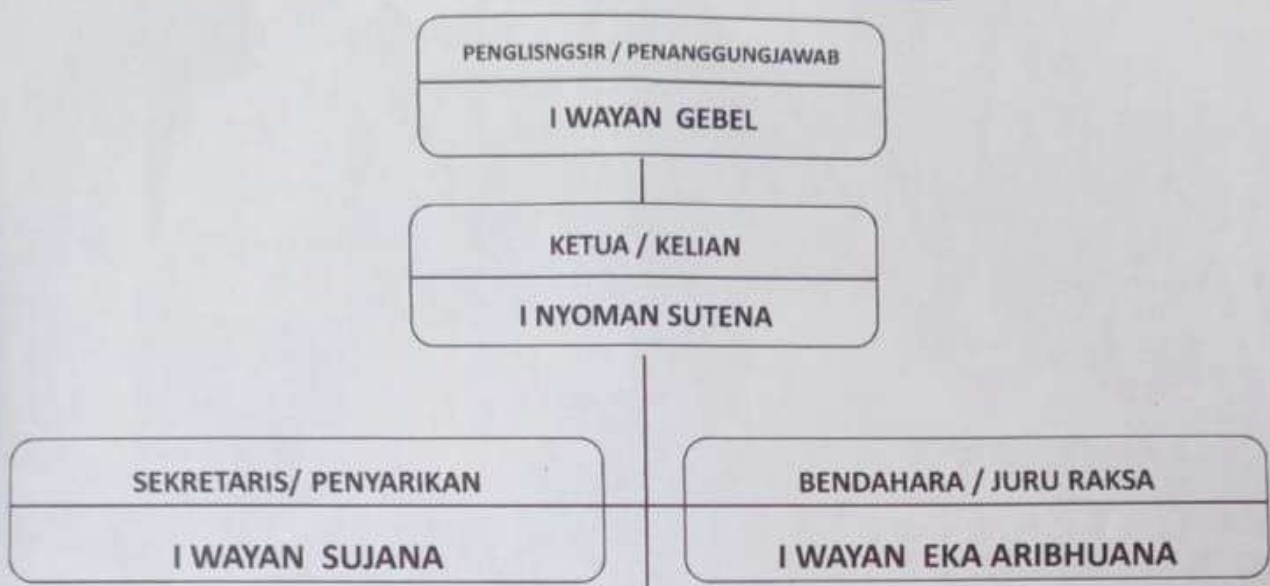 PENGLISNGSIR / PENANGGUNGJAWAB
I WAYAN GEBEL
KETUA / KELIAN
I NYOMAN SUTENA
SEKRETARIS/ PENYARIKAN
I WAYAN SUJANA
BENDAHARA / JURU RAKSA
I WAYAN EKA ARIBHUANA